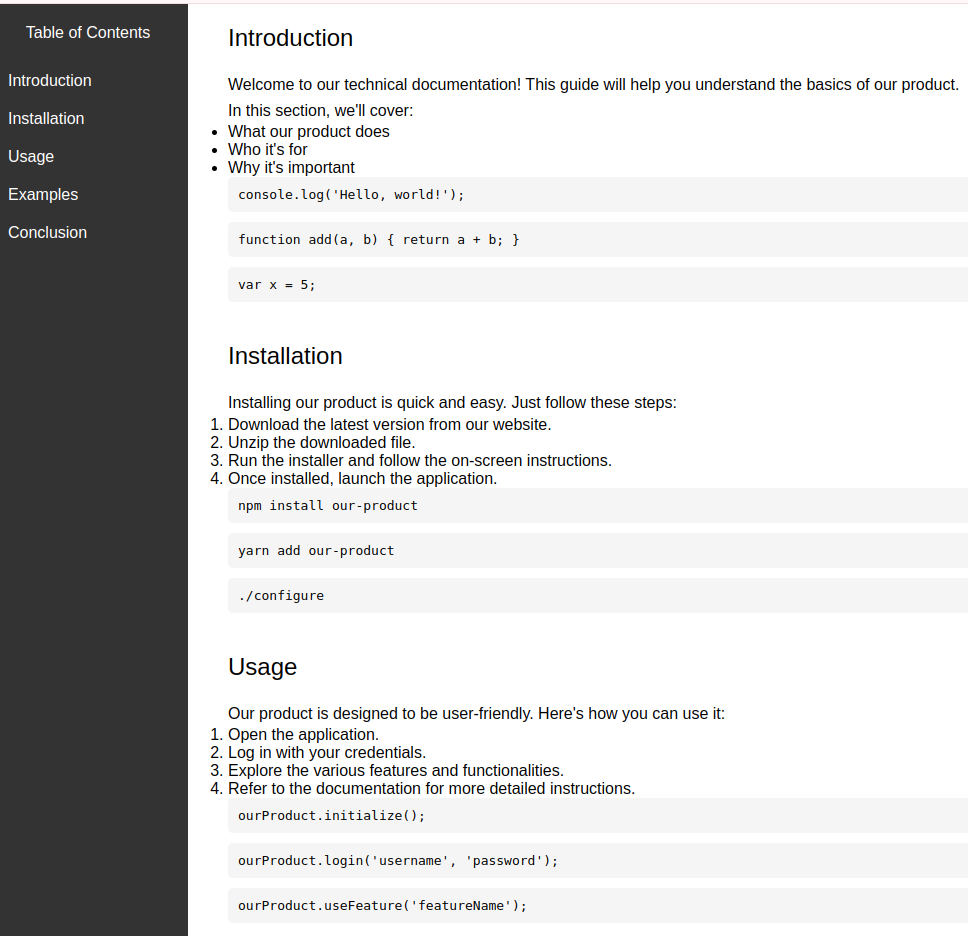 Table of Contents
Introduction
Installation
Usage
Examples
Conclusion
Introduction
Welcome to our technical documentation! This guide will help you understand the basics of our product.
In this section, we'll cover:
• What our product does
• Who it's for
• Why it's important
console.log('Hello, world!');
function add(a, b) { return a + b; }
var x = 5;
Installation
Installing our product is quick and easy. Just follow these steps:
1. Download the latest version from our website.
2. Unzip the downloaded file.
3. Run the installer and follow the on-screen instructions.
4. Once installed, launch the application.
npm install our-product
yarn add our-product
./configure
Usage
Our product is designed to be user-friendly. Here's how you can use it:
1. Open the application.
2. Log in with your credentials.
3. Explore the various features and functionalities.
4. Refer to the documentation for more detailed instructions.
ourProduct.initialize();
ourProduct.login('username', 'password');
ourProduct.useFeature('featureName');